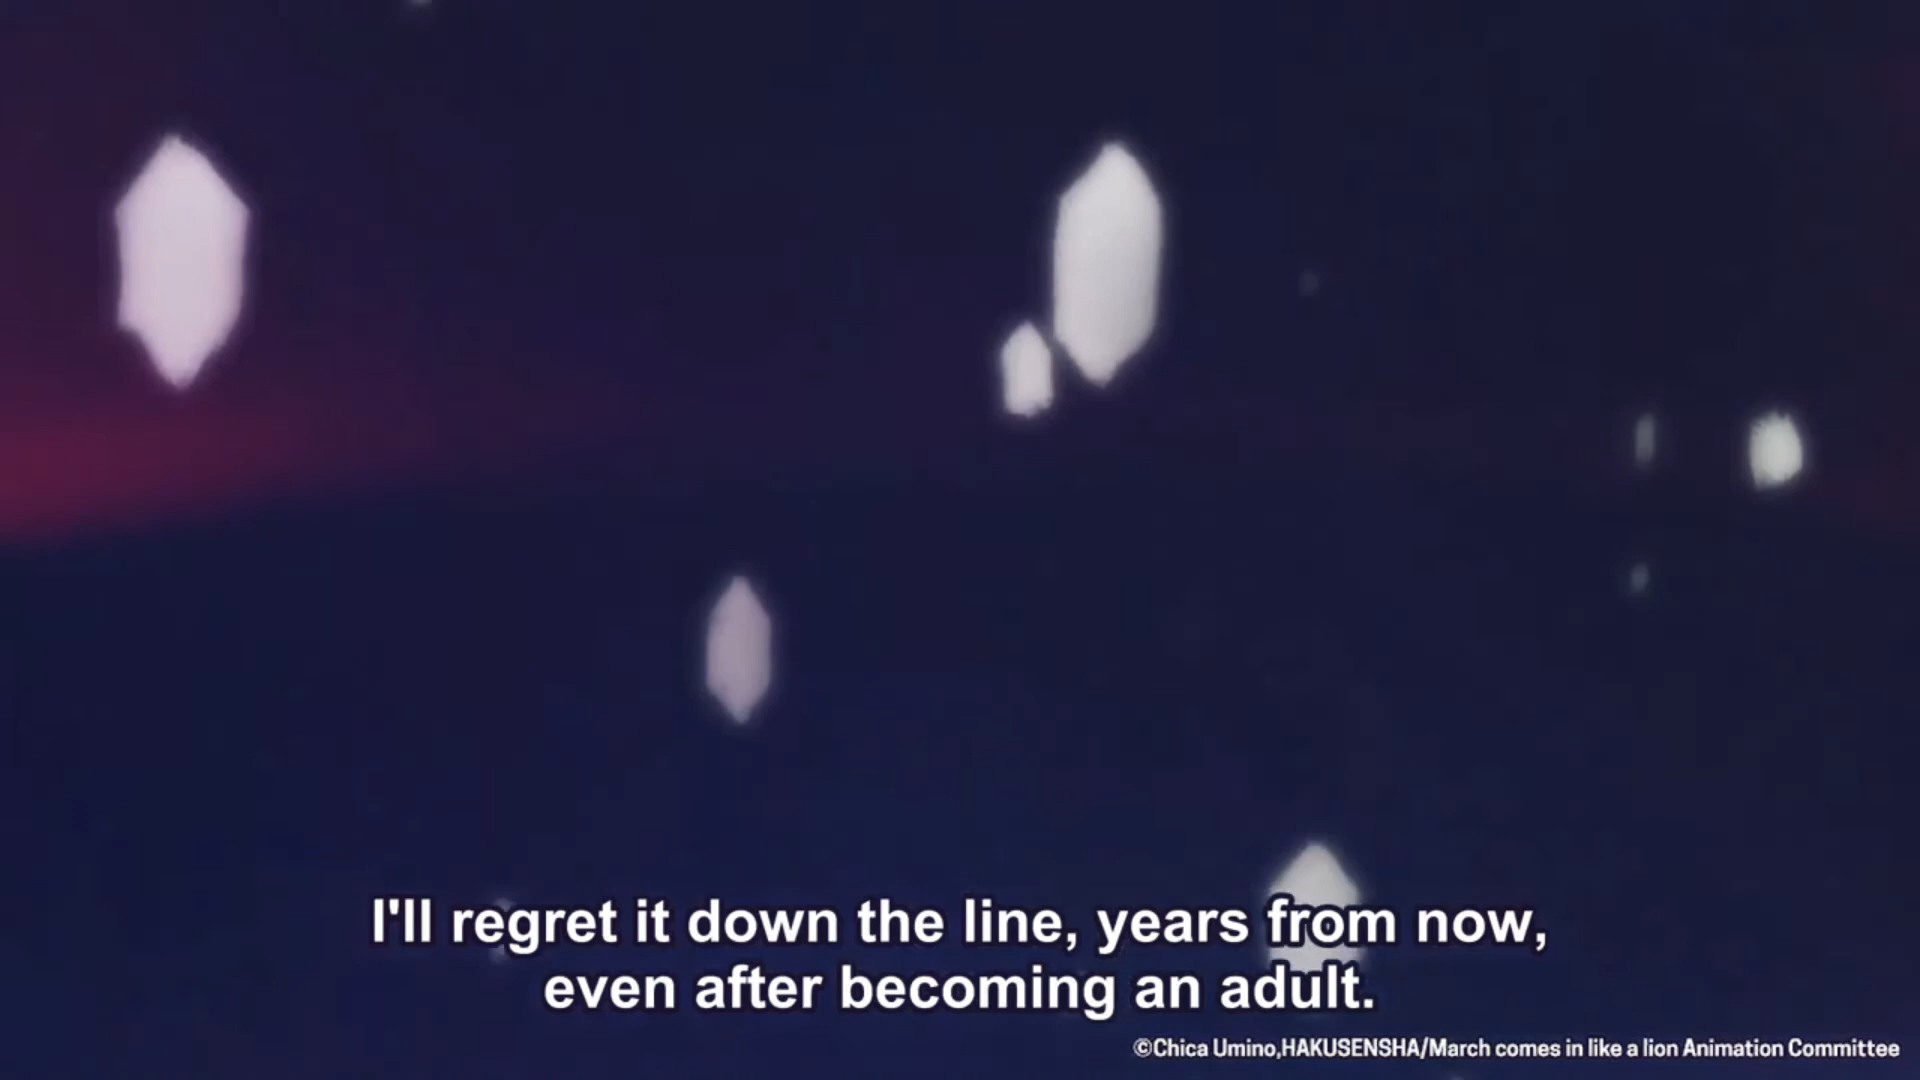 I'll regret it down the line, years from now,
even after becoming an adult.
©Chica Umino,HAKUSENSHA/March comes in like a lion Animation Committee